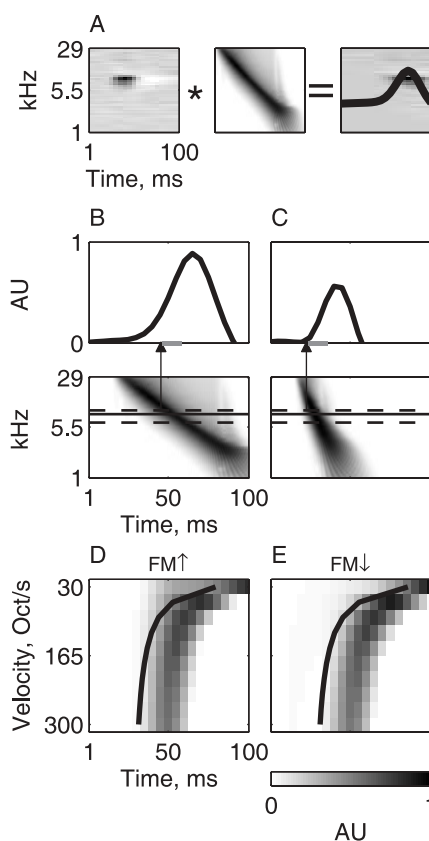 A
29
kHz
5.5
*
=
1
1 100
Time, ms
B C
1
AU
0
29
kHz
5.5
1
1 50 100
Time, ms
D E
FM↑ FM↓
30
Velocity, Oct/s
165
300
1 50 100
Time, ms
0 1
AU